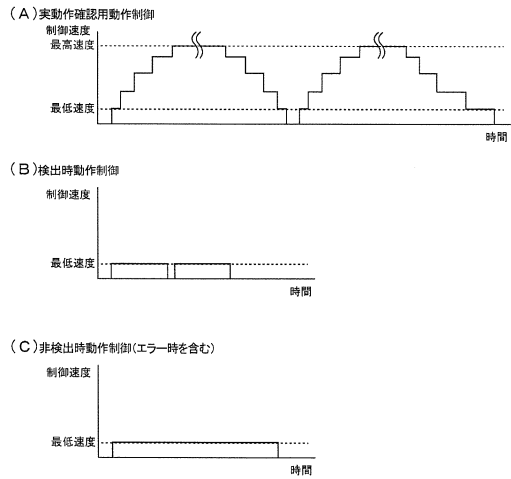 (A)実動作確認用動作制御
制御速度
最高速度
最低速度
時間
(B)検出時動作制御
制御速度
最低速度
時間
(C)非検出時動作制御(エラー時を含む)
制御速度
最低速度
時間